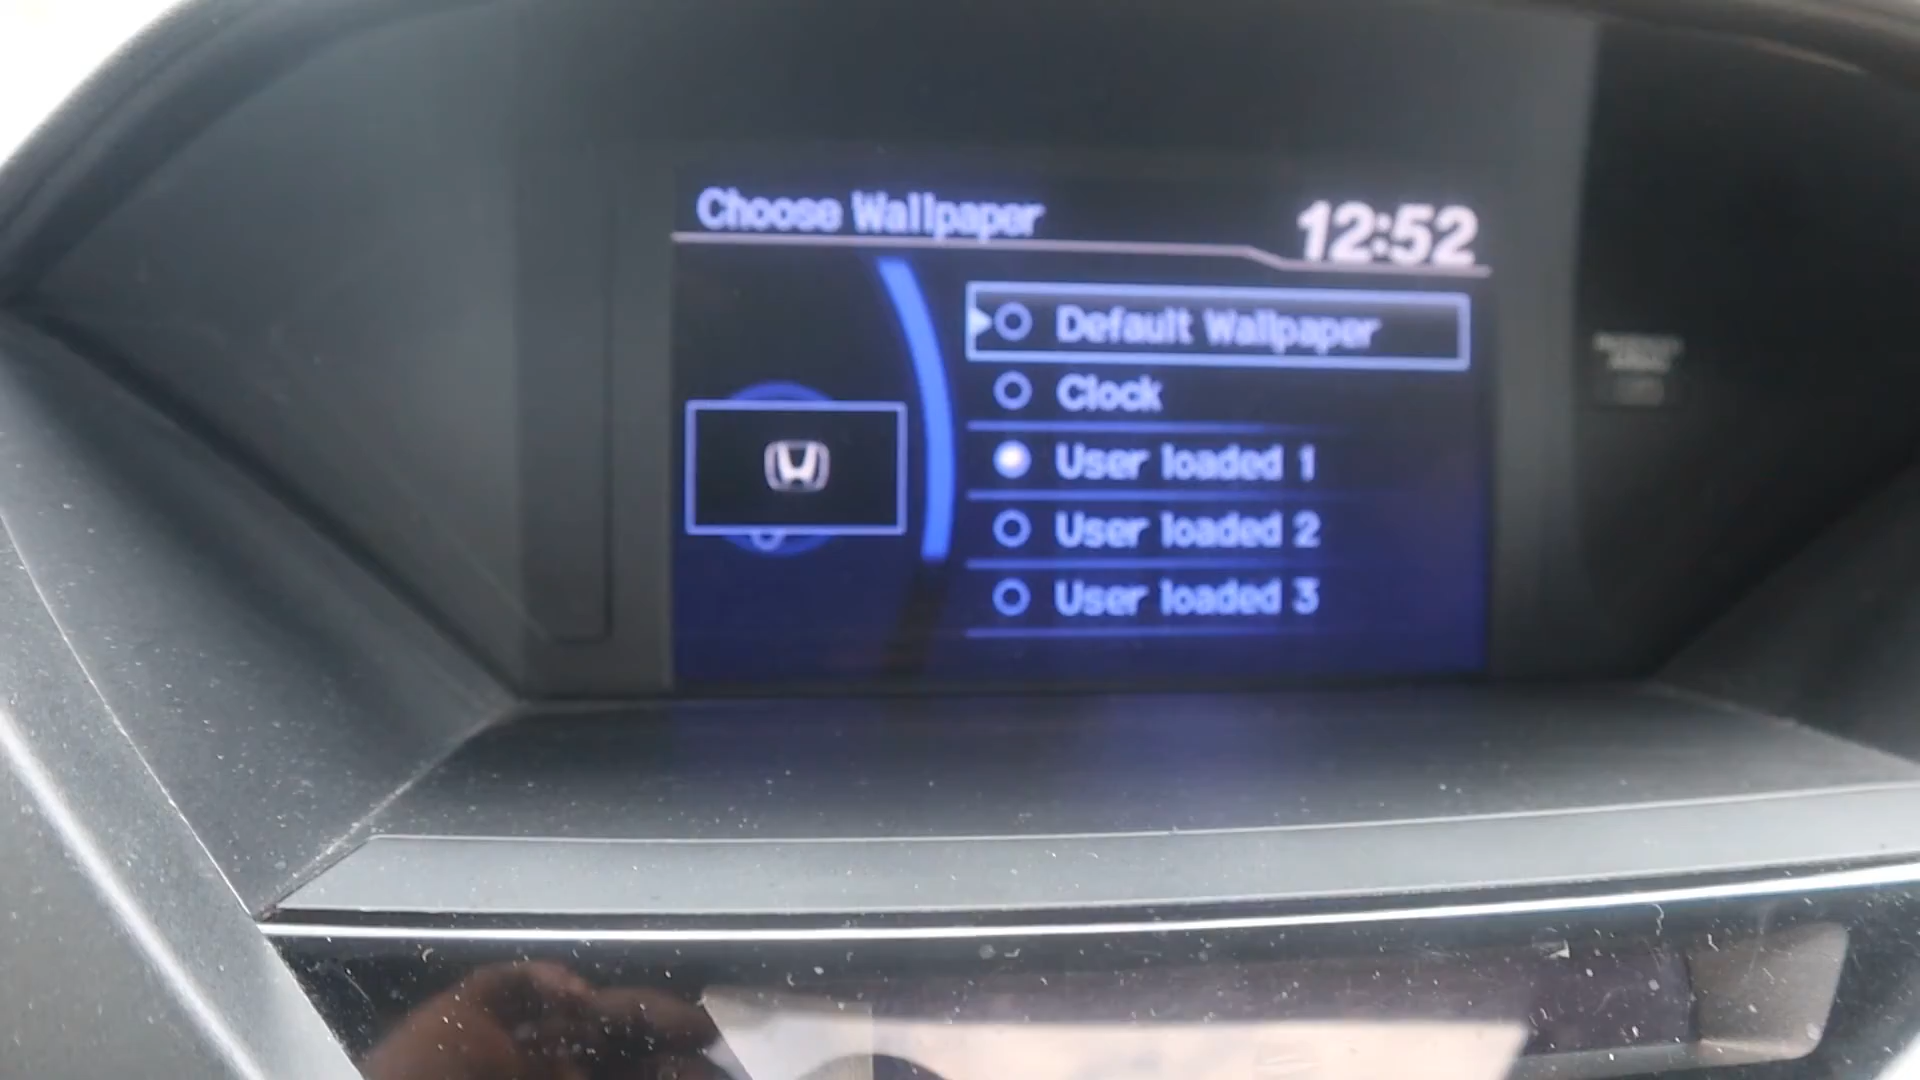 Choose Wallpaper
12:52
Default Wallpaper
Clock
User loaded 1
User loaded 2
User loaded 3